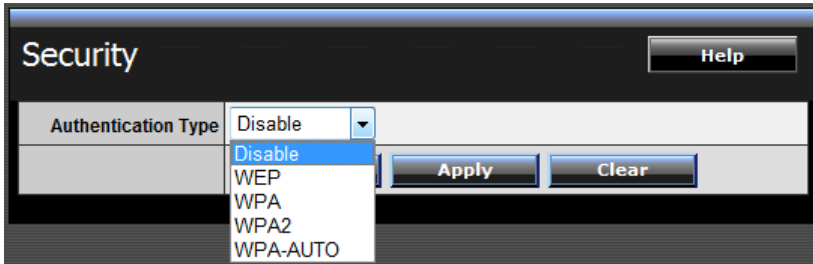 Security
Help
Authentication Type Disable
Disable
WEP
WPA
WPA2
WPA-AUTO
Apply
Clear